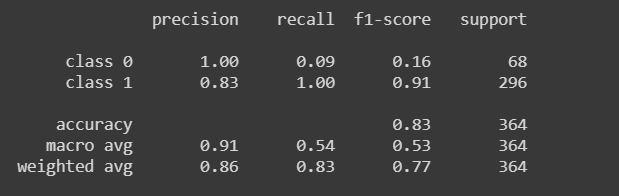 precision recall f1-score support
class 0 1.00 0.09 0.16 68
class 1 0.83 1.00 0.91 296
accuracy 0.83 364
macro avg 0.91 0.54 0.53 364
weighted avg 0.86 0.83 0.77 364